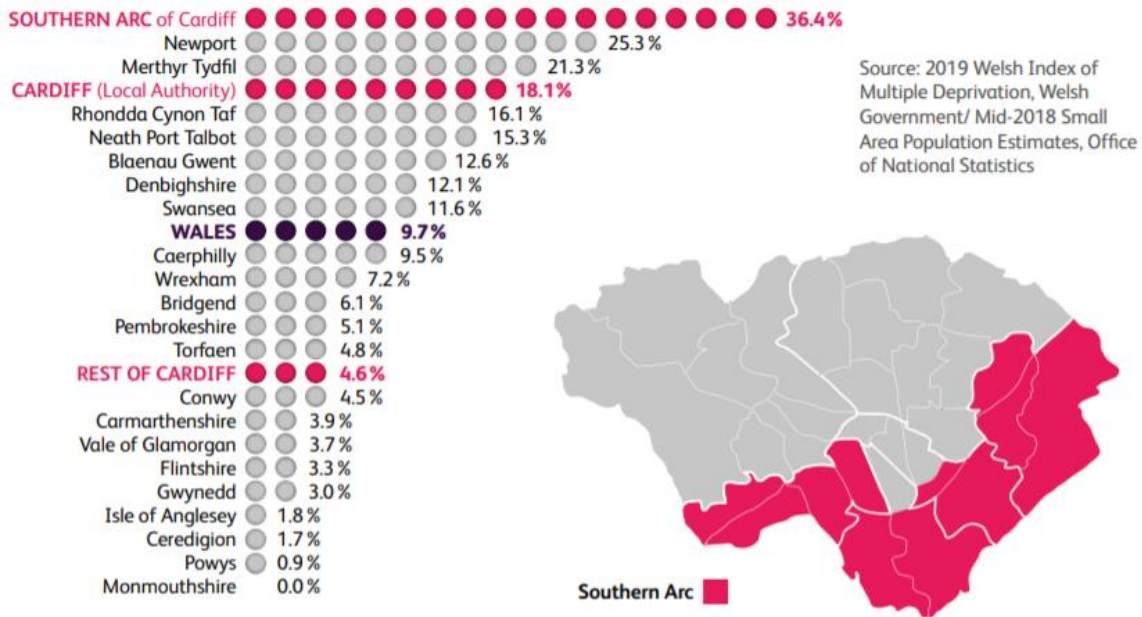 SOUTHERN ARC of Cardiff 36.4%
Newport 25.3%
Merthyr Tydfil 21.3%
CARDIFF (Local Authority) 18.1%
Rhondda Cynon Taf 16.1%
Neath Port Talbot 15.3%
Blaenau Gwent 12.6%
Denbighshire 12.1%
Swansea 11.6%
WALES 9.7%
Caerphilly 9.5%
Wrexham 7.2%
Bridgend 6.1%
Pembrokeshire 5.1%
Torfaen 4.8%
REST OF CARDIFF 4.6%
Conwy 4.5%
Carmarthenshire 3.9%
Vale of Glamorgan 3.7%
Flintshire 3.3%
Gwynedd 3.0%
Isle of Anglesey 1.8%
Ceredigion 1.7%
Powys 0.9%
Monmouthshire 0.0%
Source: 2019 Welsh Index of
Multiple Deprivation, Welsh
Government/ Mid-2018 Small
Area Population Estimates, Office
of National Statistics
Southern Arc